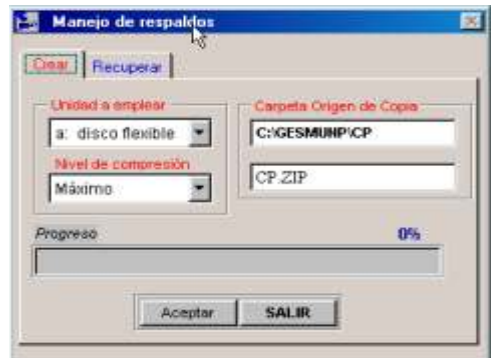 Manejo de respaldos
Crear Recuperar
Unidad a emplear
a: disco flexible
Nivel de compresión
Máximo
Carpeta Origen de Copia
C:\GESMUNP\CP
CP.ZIP
Progreso 0%
Aceptar SALIR